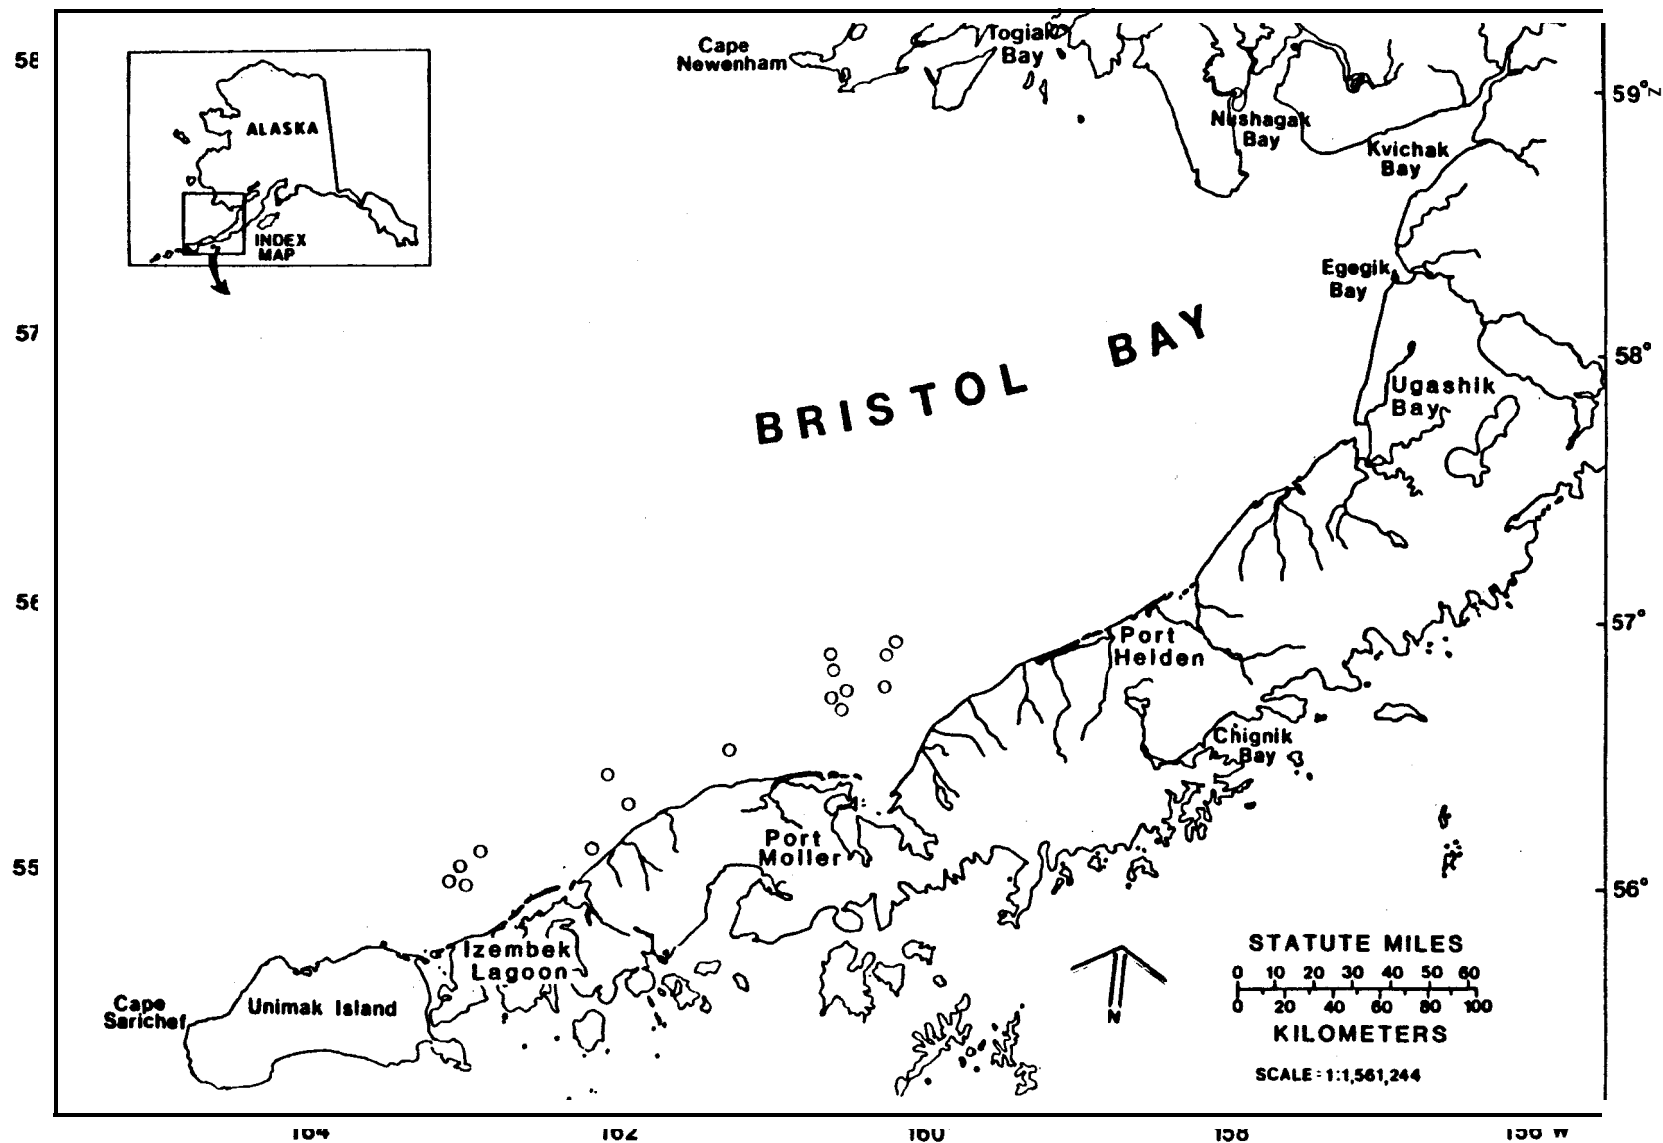 Cape
Newenham
Togiak
Bay
58
ALASKA
INDEX
MAP
59°
N
Nushagak
Bay
Kvichak
Bay
Egegik
Bay
57
58°
BRISTOL BAY
Ugashik
Bay
56
57°
Port
Heiden
Chignik
Bay
Port
Moller
55
56°
Izembek
Lagoon
Unimak Island
Cape
Sarichef
N
STATUTE MILES
0 10 20 30 40 50 60
0 20 40 60 80 100
KILOMETERS
SCALE = 1:1,561,244
164 162 160 158 156 W